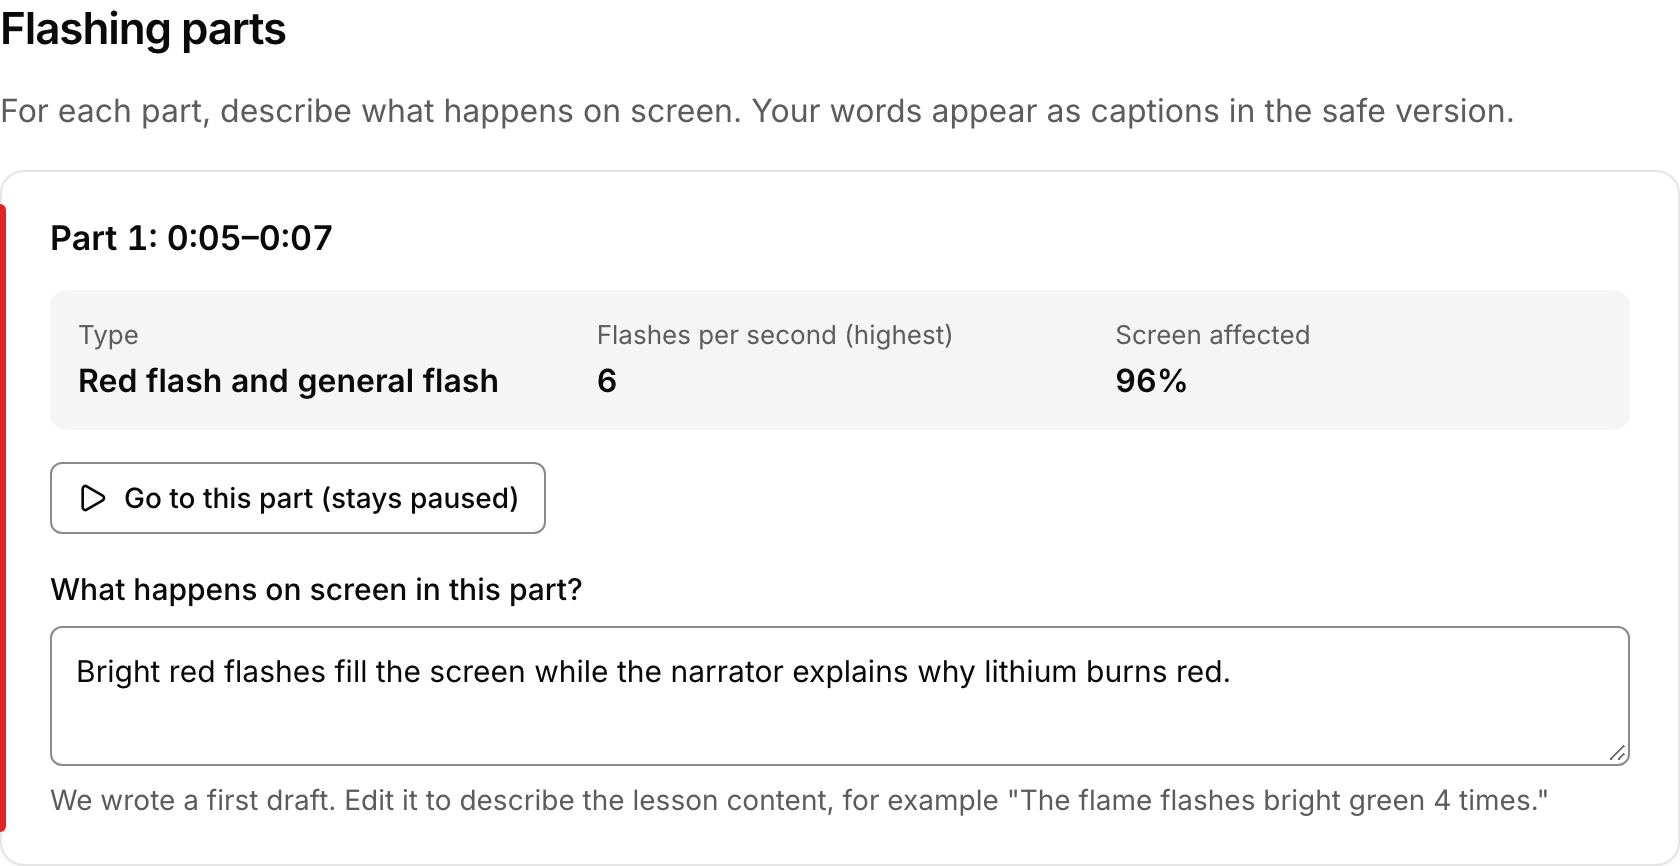 Flashing parts
For each part, describe what happens on screen. Your words appear as captions in the safe version.
Part 1: 0:05–0:07
Type
Flashes per second (highest)
Screen affected
Red flash and general flash
6
96%
Go to this part (stays paused)
What happens on screen in this part?
Bright red flashes fill the screen while the narrator explains why lithium burns red.
We wrote a first draft. Edit it to describe the lesson content, for example "The flame flashes bright green 4 times."